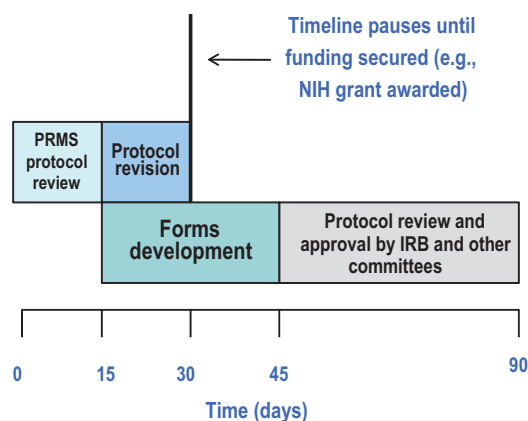 Timeline pauses until
funding secured (e.g.,
NIH grant awarded)
PRMS
protocol
review
Protocol
revision
Forms
development
Protocol review and
approval by IRB and other
committees
0
15
30
45
90
Time (days)